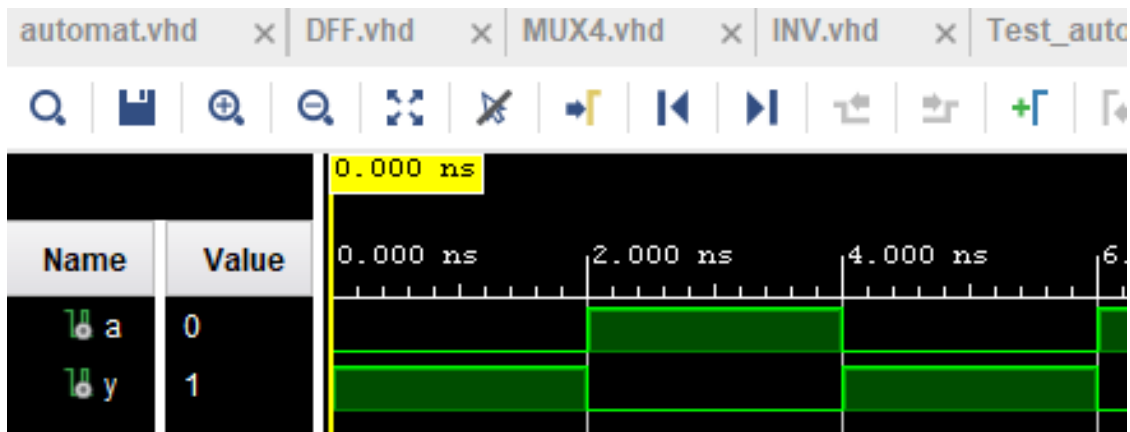 automat.vhd DFF.vhd MUX4.vhd INV.vhd Test_auto
0.000 ns
Name Value 0.000 ns 2.000 ns 4.000 ns 6.
a 0
y 1